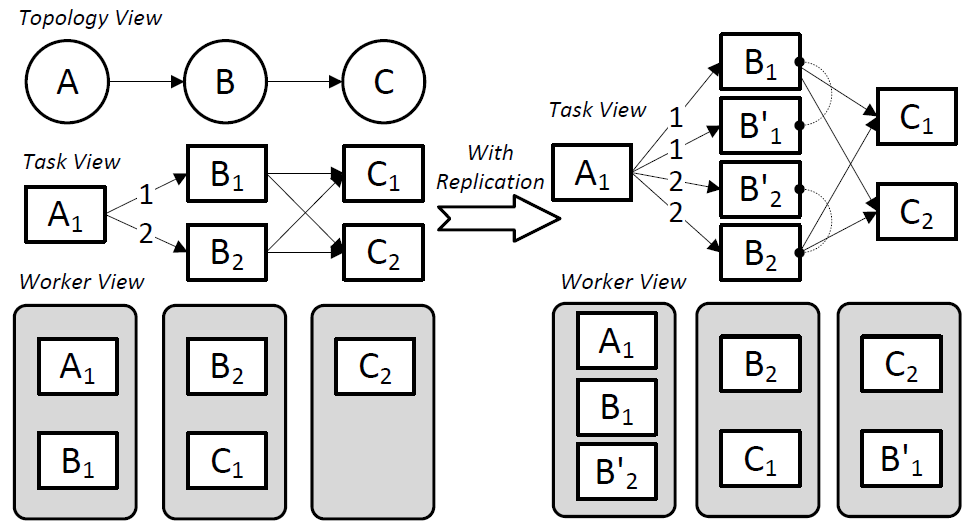 Topology View
A B C
Task View
A1 1 2 B1 B2 C1 C2
Worker View
A1 B1
B2 C1
C2
With
Replication
Task View
A1 1 1 2 2 B1 B'1 B'2 B2 C1 C2
Worker View
A1 B1 B'2
B2 C1
C2 B'1